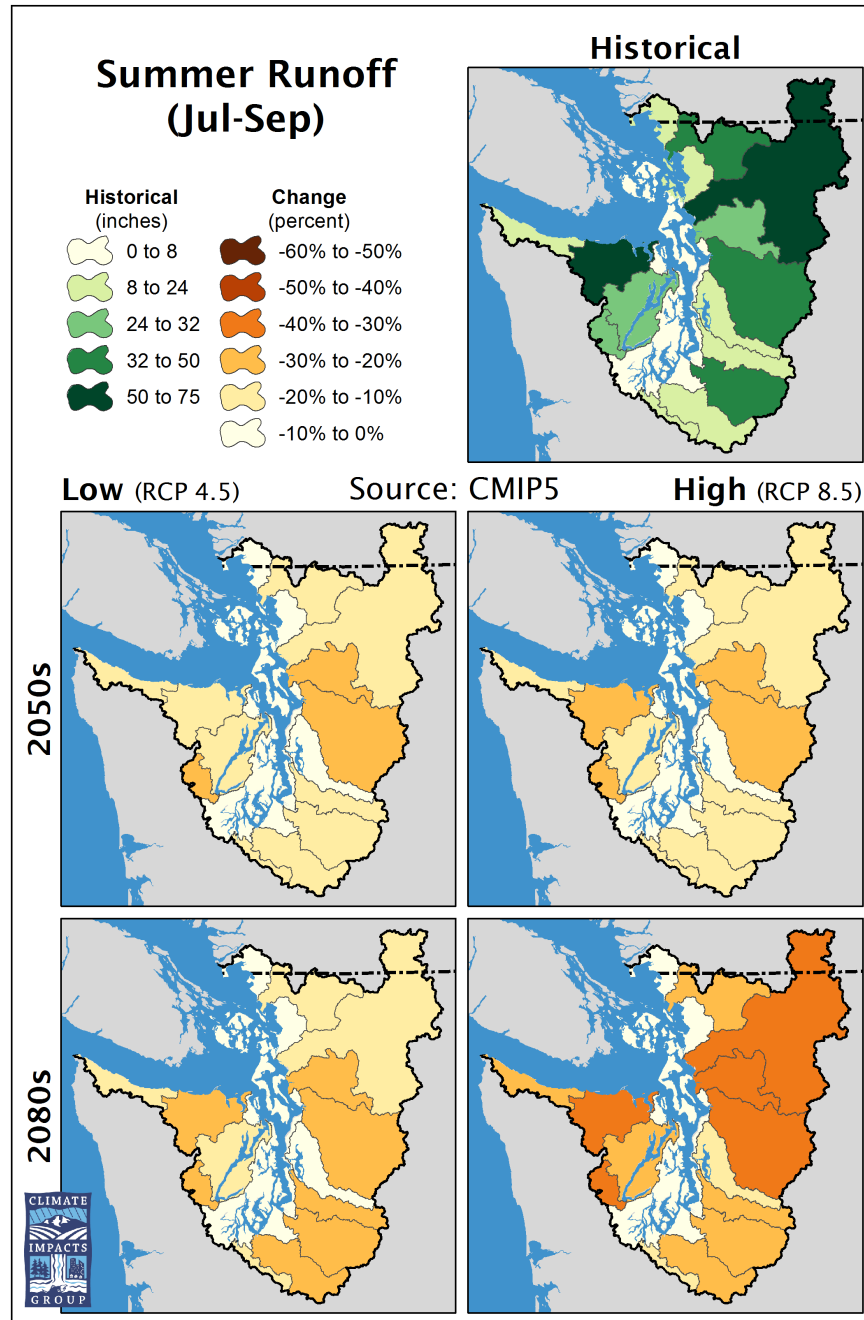 Summer Runoff
(Jul-Sep)
Historical
Historical
(inches)
0 to 8
8 to 24
24 to 32
32 to 50
50 to 75
Change
(percent)
-60% to -50%
-50% to -40%
-40% to -30%
-30% to -20%
-20% to -10%
-10% to 0%
Low (RCP 4.5)
Source: CMIP5
High (RCP 8.5)
2050s
2080s
CLIMATE
IMPACTS
GROUP